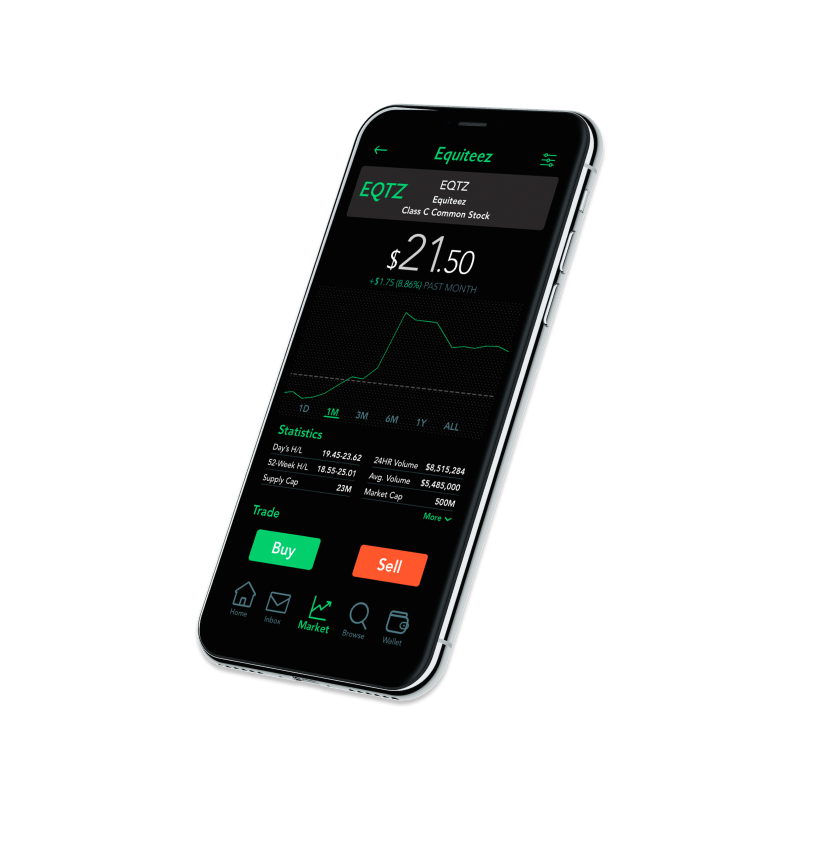 Equiteez
EQTZ
EQTZ
Equiteez
Class C Common Stock
$21.50
+$1.75 (8.86%) PAST MONTH
1D 1M 3M 6M 1Y ALL
Statistics
Day's H/L 19.45-23.62
24HR Volume $8,515,284
52-Week H/L 18.55-25.01
Avg. Volume $5,485,000
Supply Cap 23M
Market Cap 500M
More
Trade
Buy
Sell
Home
Inbox
Market
Browse
Wallet